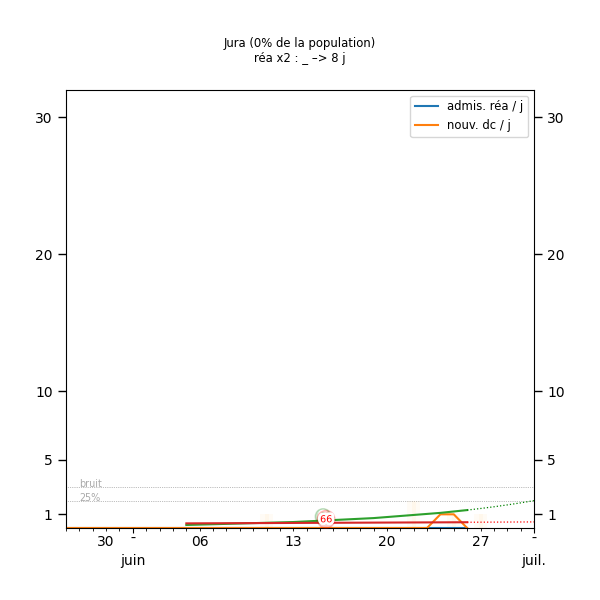 Jura (0% de la population)
réa x2 : _ –> 8 j
admis. réa / j
nouv. dc / j
30 30
20 20
10 10
5 5
bruit
25%
1 1
66
30 - 06 13 20 27 -
juin juil.